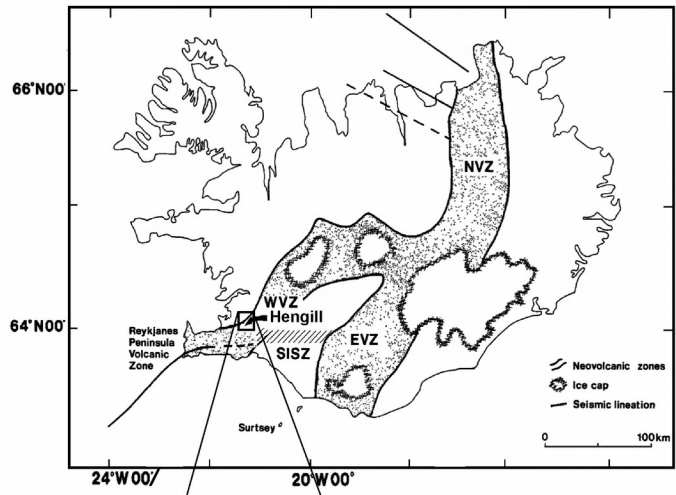 66°N00'
NVZ
WVZ
Hengill
64°N00'
Reykjanes
Peninsula
Volcanic
Zone
SISZ
EVZ
Neovolcanic zones
Ice cap
Seismic lineation
Surtsey
0 100km
24°W00'
20°W00'